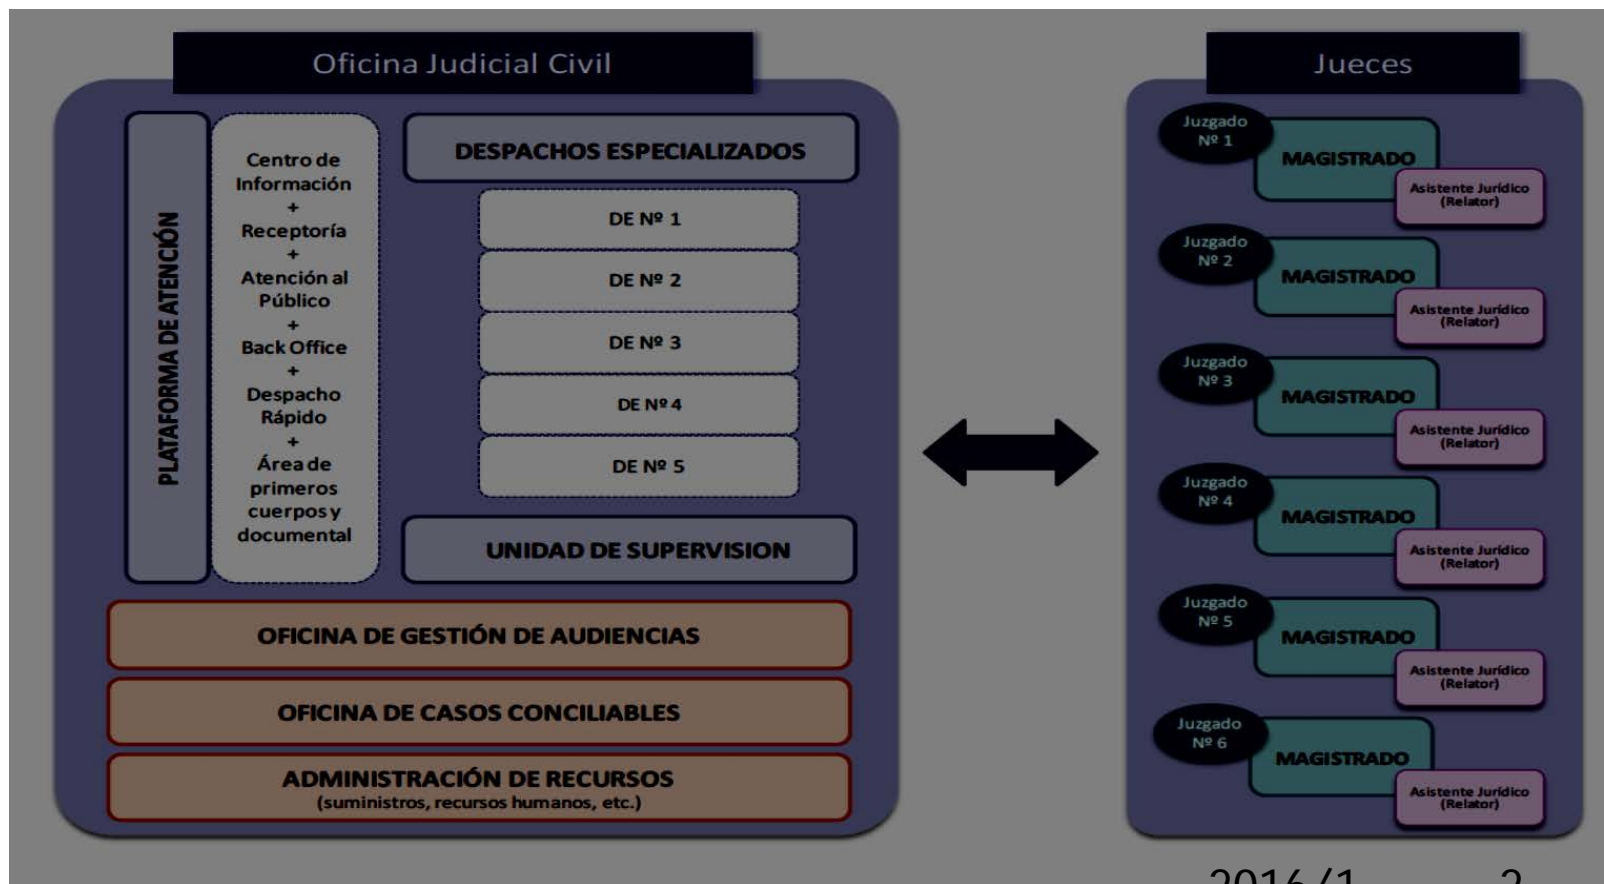 Oficina Judicial Civil
PLATAFORMA DE ATENCIÓN
Centro de
Información
+
Receptoría
+
Atención al
Público
+
Back Office
+
Despacho
Rápido
+
Área de
primeros
cuerpos y
documental
DESPACHOS ESPECIALIZADOS
DE Nº 1
DE Nº 2
DE Nº 3
DE Nº 4
DE Nº 5
UNIDAD DE SUPERVISION
OFICINA DE GESTIÓN DE AUDIENCIAS
OFICINA DE CASOS CONCILIABLES
ADMINISTRACIÓN DE RECURSOS
(suministros, recursos humanos, etc.)
Jueces
Juzgado
Nº 1
MAGISTRADO
Asistente Jurídico
(Relator)
Juzgado
Nº 2
MAGISTRADO
Asistente Jurídico
(Relator)
Juzgado
Nº 3
MAGISTRADO
Asistente Jurídico
(Relator)
Juzgado
Nº 4
MAGISTRADO
Asistente Jurídico
(Relator)
Juzgado
Nº 5
MAGISTRADO
Asistente Jurídico
(Relator)
Juzgado
Nº 6
MAGISTRADO
Asistente Jurídico
(Relator)